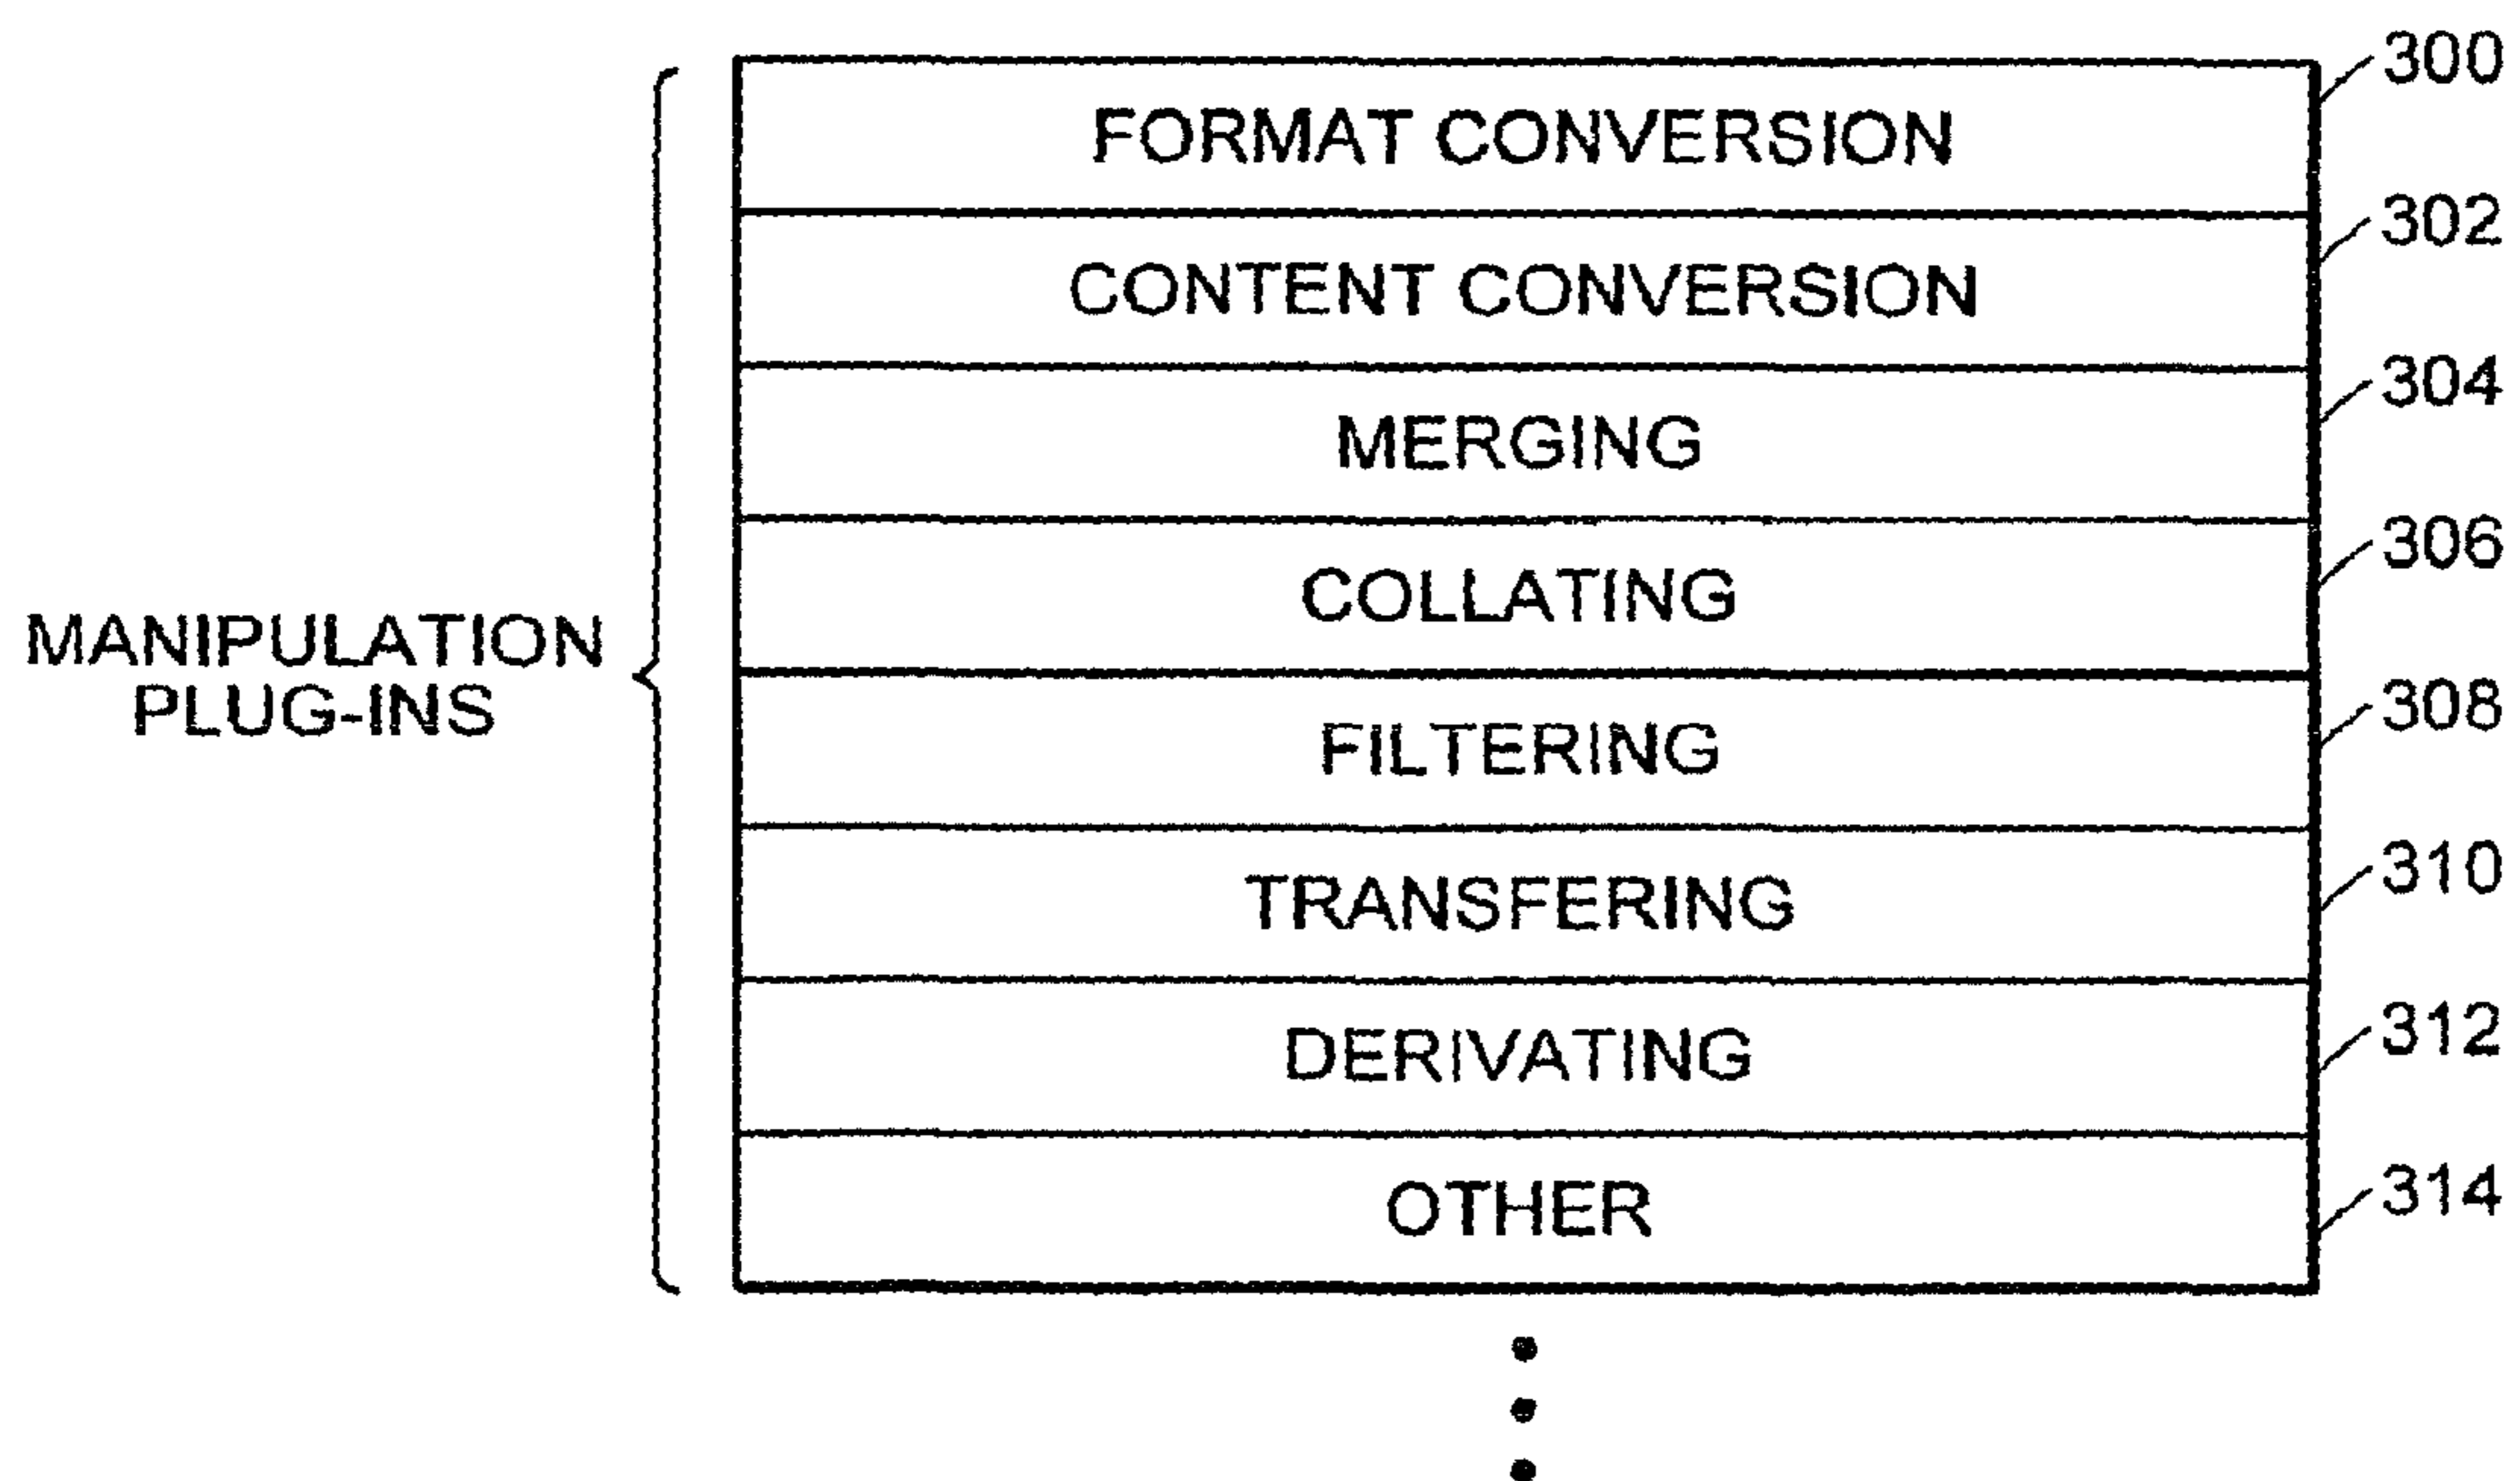 300
FORMAT CONVERSION
302
CONTENT CONVERSION
304
MERGING
306
COLLATING
MANIPULATION
PLUG-INS
308
FILTERING
310
TRANSFERING
312
DERIVATING
314
OTHER